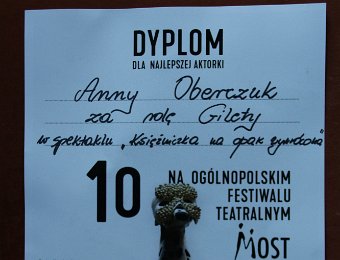 DYPLOM
DLA NAJLEPSZEJ AKTORKI
Anny Oberczuk
za rolę Gilety
w spektaklu „Księżniczka na opak wywrócona”
10 NA OGÓLNOPOLSKIM
FESTIWALU
TEATRALNYM
MOST